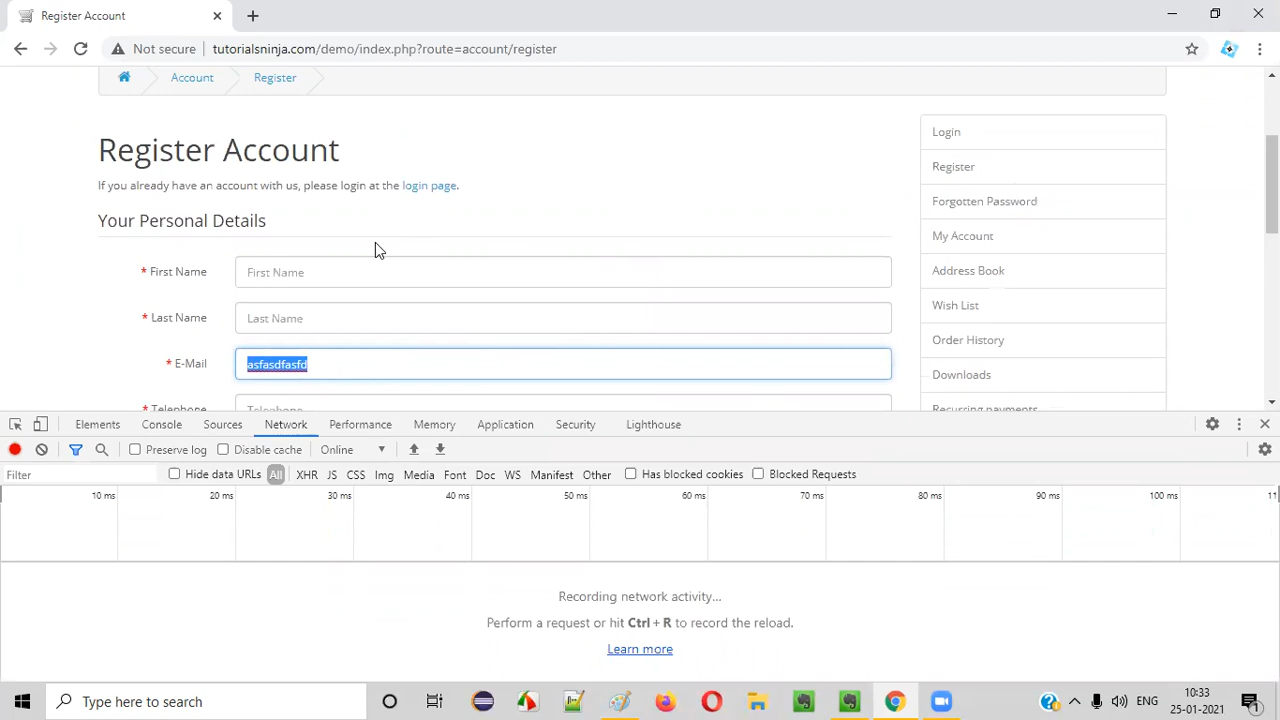 Register Account
Not secure
tutorialsninja.com/demo/index.php?route=account/register
Account
Register
Register Account
If you already have an account with us, please login at the login page.
Your Personal Details
* First Name
First Name
* Last Name
Last Name
* E-Mail
asfasdfasfd
* Telephone
Telephone
Login
Register
Forgotten Password
My Account
Address Book
Wish List
Order History
Downloads
Recurring payments
Elements
Console
Sources
Network
Performance
Memory
Application
Security
Lighthouse
Preserve log
Disable cache
Online
Filter
Hide data URLs
All
XHR
JS
CSS
Img
Media
Font
Doc
WS
Manifest
Other
Has blocked cookies
Blocked Requests
10 ms
20 ms
30 ms
40 ms
50 ms
60 ms
70 ms
80 ms
90 ms
100 ms
11
Recording network activity...
Perform a request or hit Ctrl + R to record the reload.
Learn more
Type here to search
ENG
10:33
25-01-2021